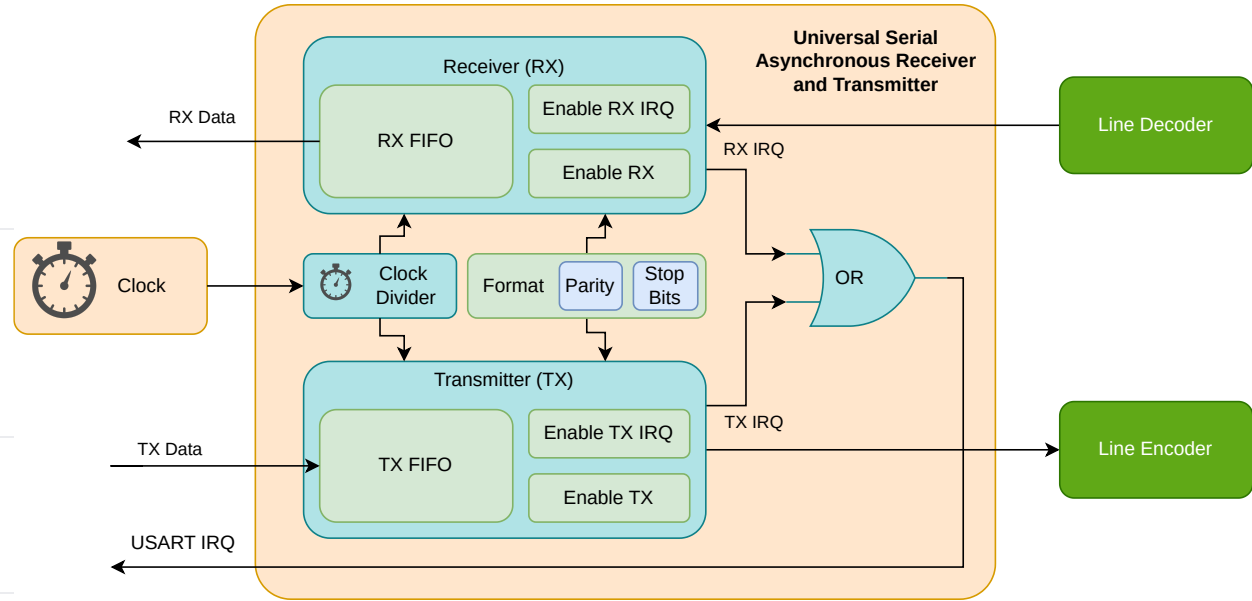 Universal Serial
Asynchronous Receiver
and Transmitter
Receiver (RX)
RX FIFO
Enable RX IRQ
Enable RX
RX Data
Line Decoder
RX IRQ
Clock
Clock
Divider
Format
Parity
Stop
Bits
OR
Transmitter (TX)
TX FIFO
Enable TX IRQ
Enable TX
TX IRQ
TX Data
Line Encoder
USART IRQ